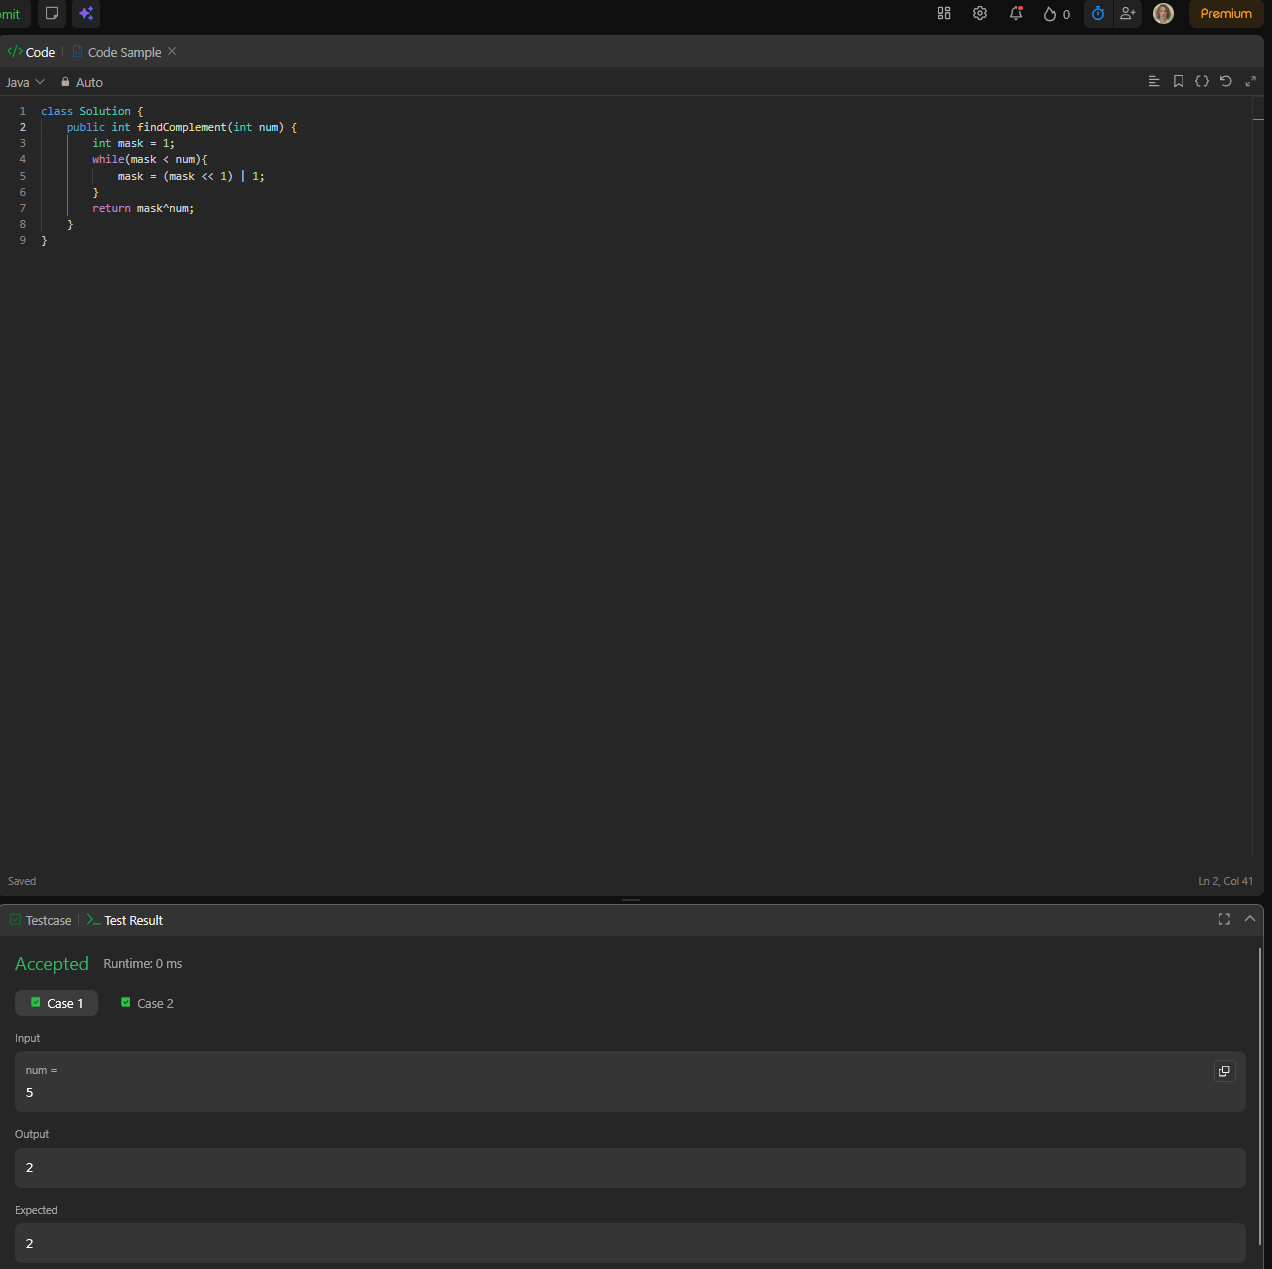 mit
0
Premium
</> Code
Code Sample
Java
Auto
1 class Solution {
2 public int findComplement(int num) {
3 int mask = 1;
4 while(mask < num){
5 mask = (mask << 1) | 1;
6 }
7 return mask^num;
8 }
9 }
Saved
Ln 2, Col 41
Testcase
Test Result
Accepted Runtime: 0 ms
Case 1
Case 2
Input
num =
5
Output
2
Expected
2